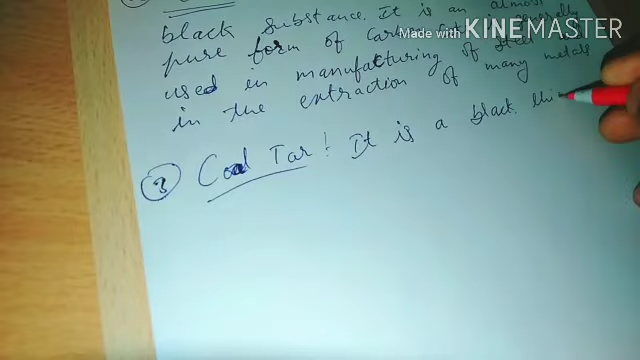 Made with KINEMASTER
black substance. It is an almost
pure form of Carbon. It is generally
used in manufacturing of steel
in the extraction of many metals
③ Coal Tar! It is a black thi